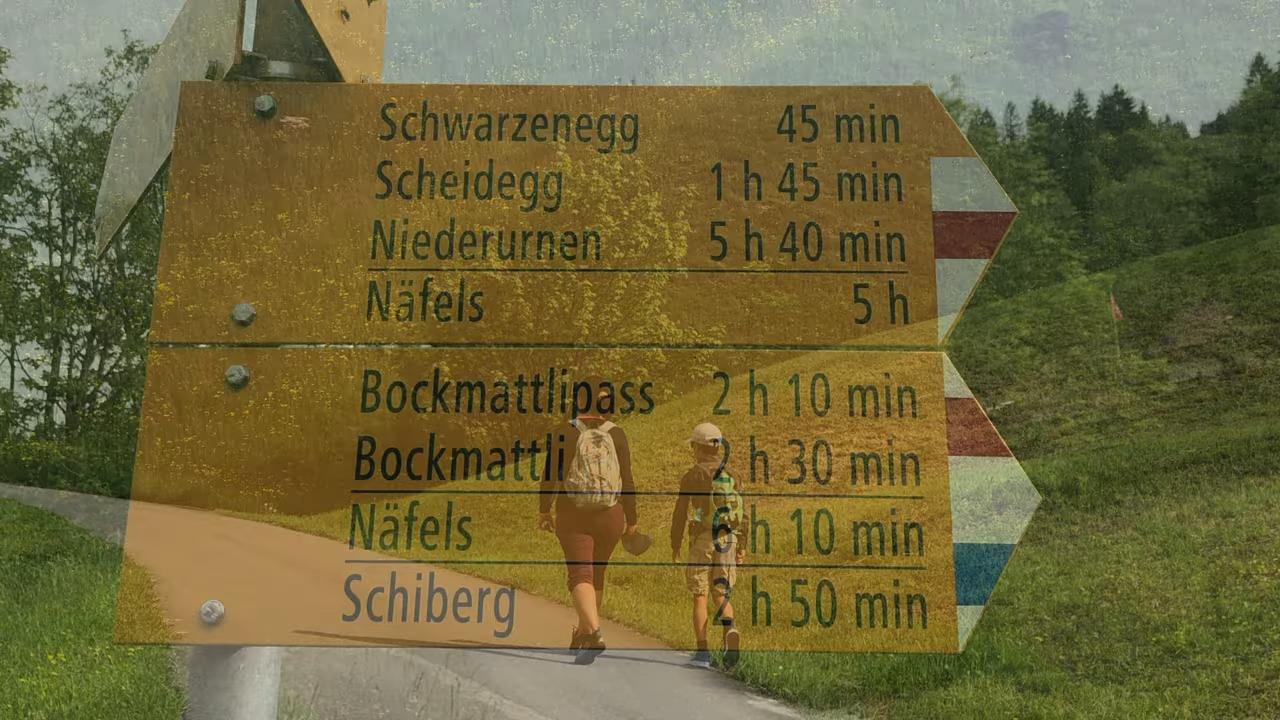 Schwarzenegg 45 min
Scheidegg 1 h 45 min
Niederurnen 5 h 40 min
Näfels 5 h
Bockmattlipass 2 h 10 min
Bockmattli 2 h 30 min
Näfels 6 h 10 min
Schiberg 2 h 50 min